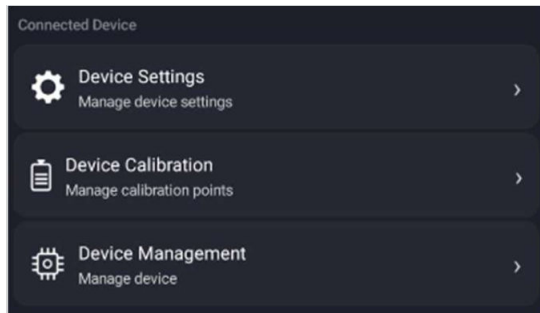 Connected Device
Device Settings
Manage device settings
Device Calibration
Manage calibration points
Device Management
Manage device